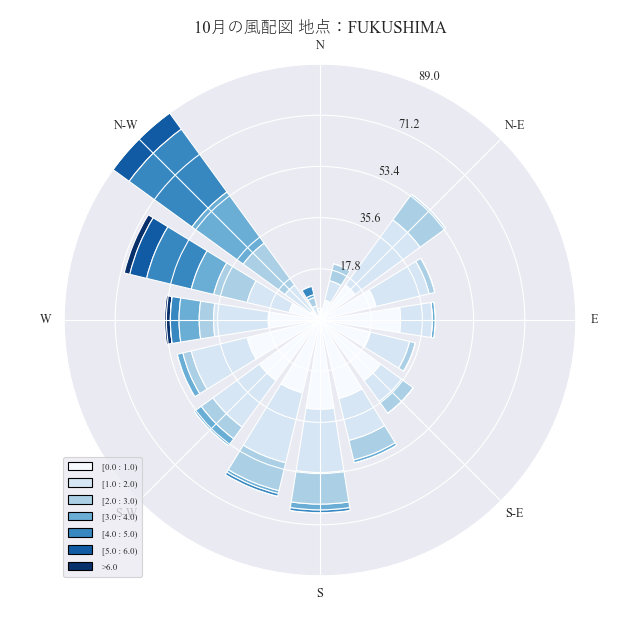 10月の風配図 地点：FUKUSHIMA
N
89.0
N-W
N-E
71.2
53.4
35.6
17.8
W
E
[0.0 : 1.0)
[1.0 : 2.0)
[2.0 : 3.0)
S-W
[3.0 : 4.0)
S-E
[4.0 : 5.0)
[5.0 : 6.0)
>6.0
S